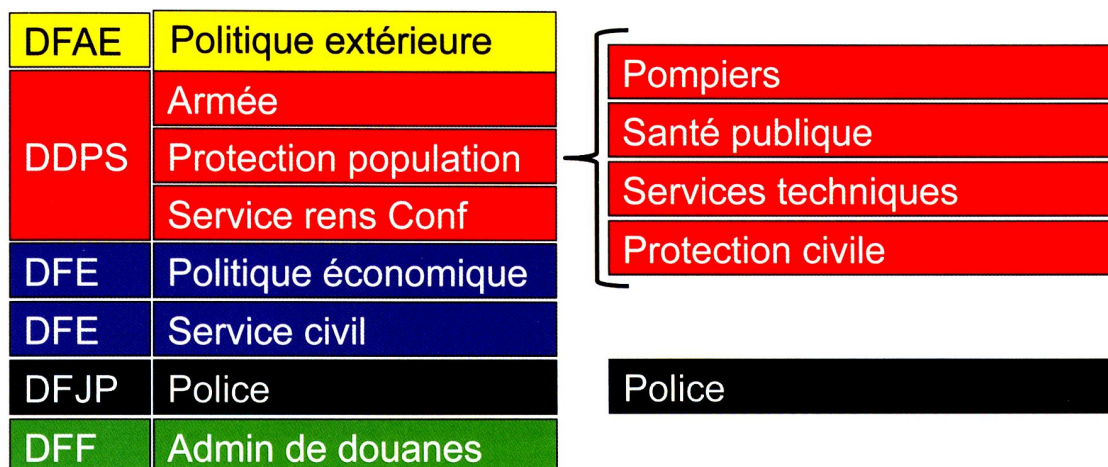 DFAE Politique extérieure
DDPS
Armée
Protection population
Service rens Conf
DFE Politique économique
DFE Service civil
DFJP Police
DFF Admin de douanes
Pompiers
Santé publique
Services techniques
Protection civile
Police